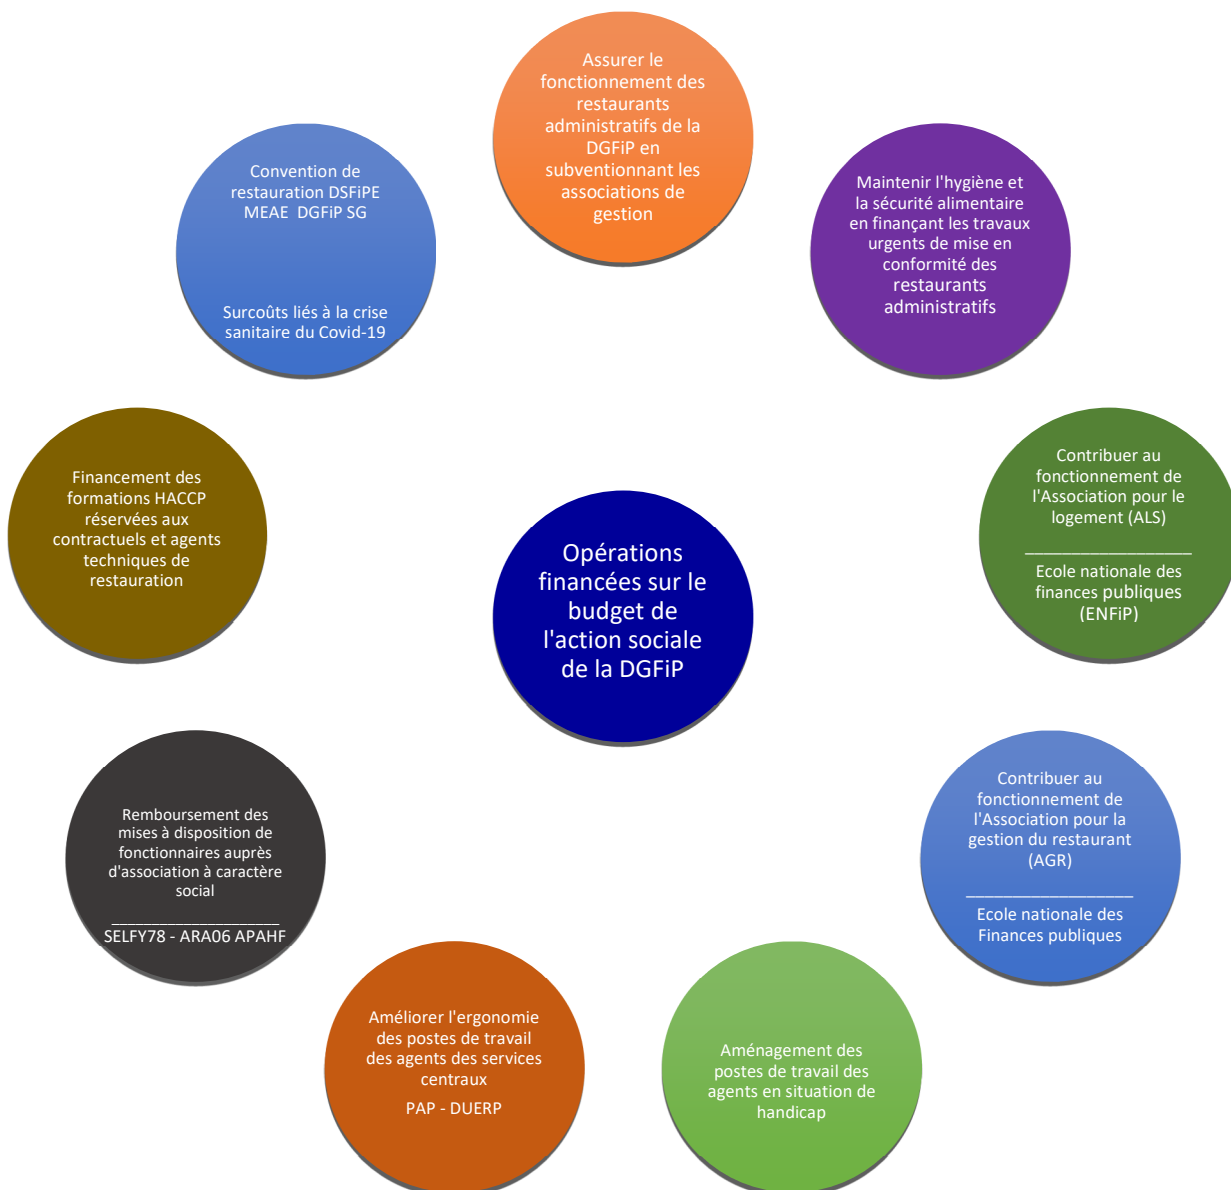 Assurer le
fonctionnement des
restaurants
administratifs de la
DGFiP en
subventionnant les
associations de
gestion
Maintenir l'hygiène et
la sécurité alimentaire
en finançant les travaux
urgents de mise en
conformité des
restaurants
administratifs
Contribuer au
fonctionnement de
l'Association pour le
logement (ALS)
__________________
Ecole nationale des
finances publiques
(ENFiP)
Contribuer au
fonctionnement de
l'Association pour la
gestion du restaurant
(AGR)
__________________
Ecole nationale des
Finances publiques
Aménagement des
postes de travail des
agents en situation de
handicap
Améliorer l'ergonomie
des postes de travail
des agents des services
centraux
PAP - DUERP
Remboursement des
mises à disposition de
fonctionnaires auprès
d'association à caractère
social
____________________
SELFY78 - ARA06 APAHF
Financement des
formations HACCP
réservées aux
contractuels et agents
techniques de
restauration
Convention de
restauration DSFiPE
MEAE  DGFiP SG
Surcoûts liés à la crise
sanitaire du Covid-19
Opérations
financées sur le
budget de
l'action sociale
de la DGFiP